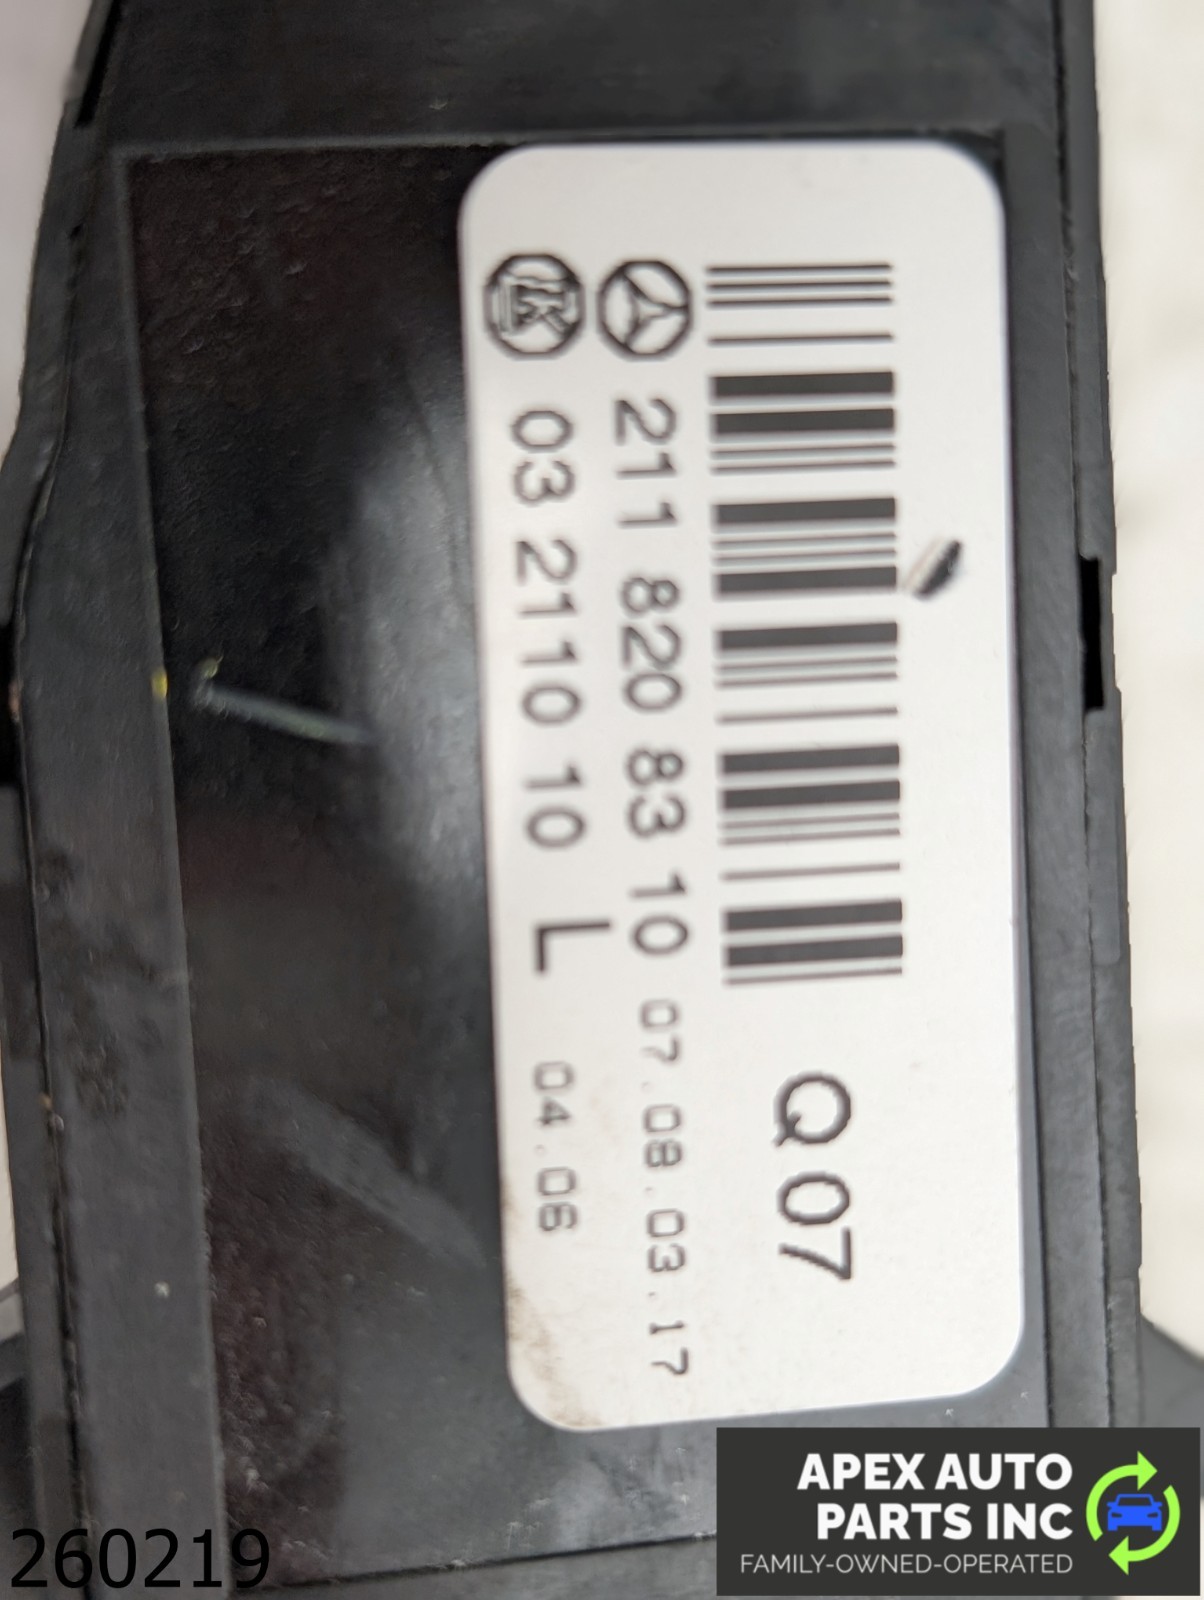 Q07
211 820 83 10 07.08.03.17
03 2110 10 L 04.06
260219
APEX AUTO
PARTS INC
FAMILY-OWNED-OPERATED